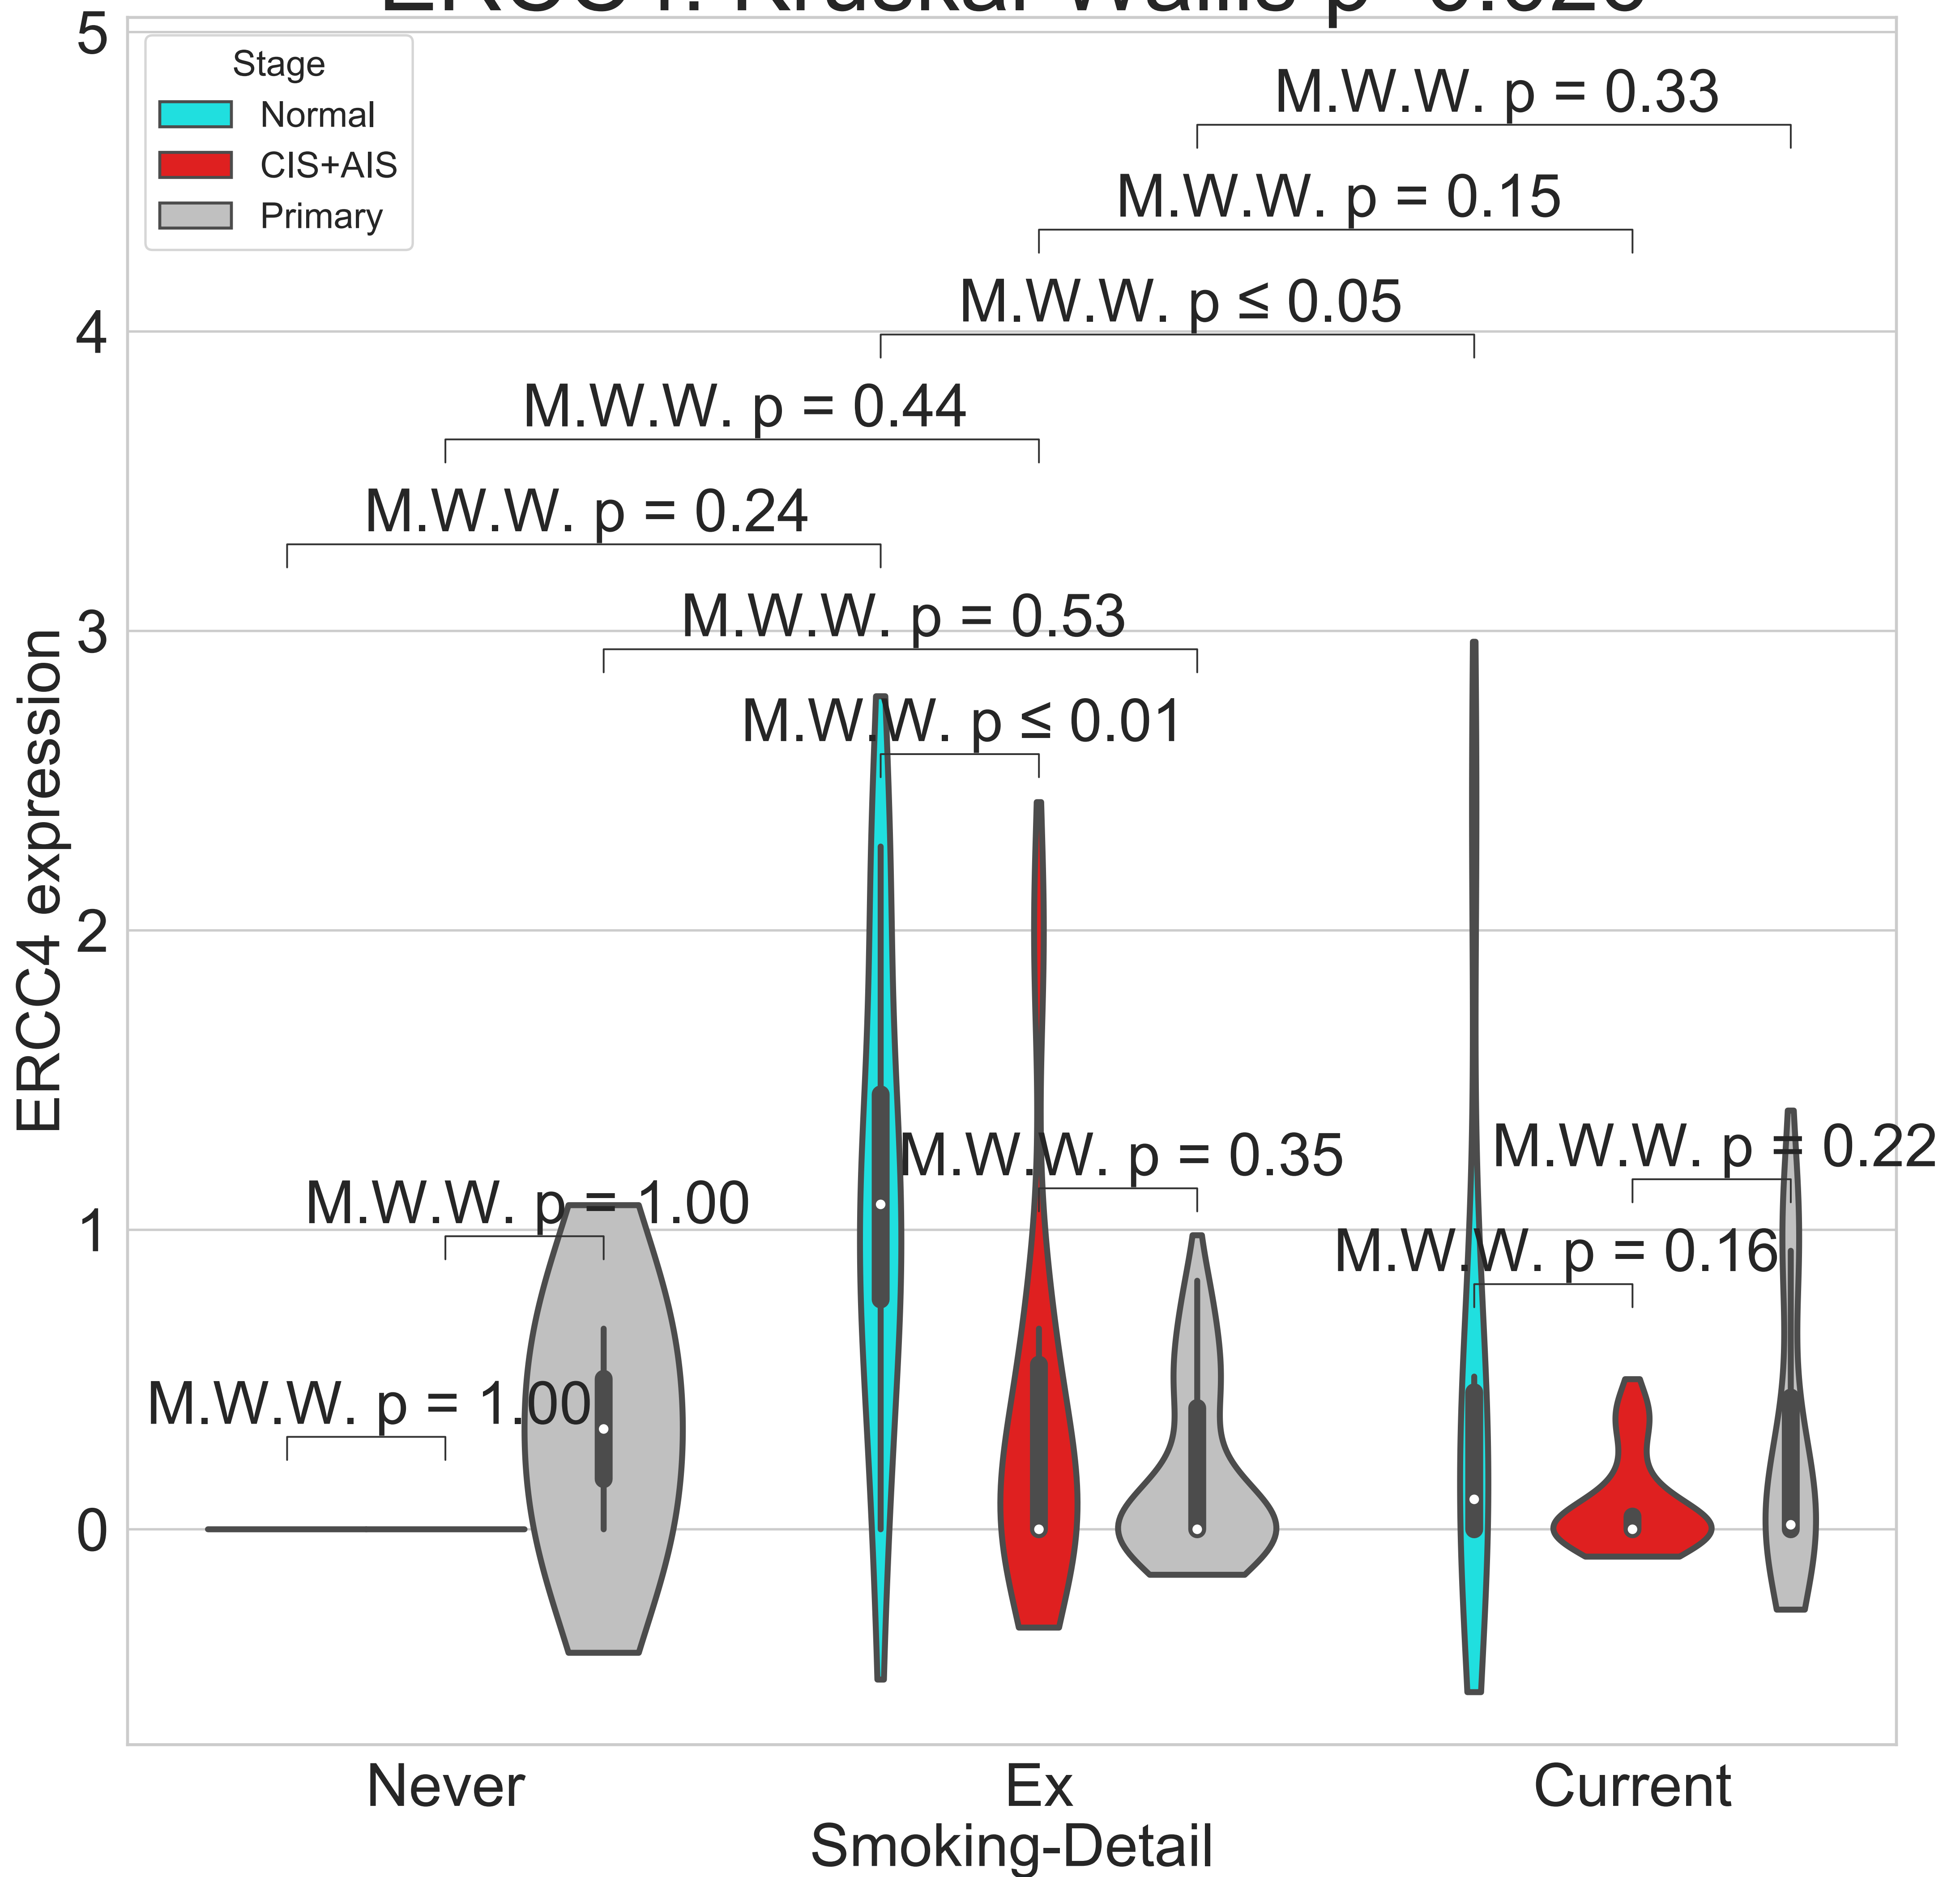 5
Stage
Normal
CIS+AIS
Primary
M.W.W. p = 0.33
M.W.W. p = 0.15
M.W.W. p ≤ 0.05
4
M.W.W. p = 0.44
M.W.W. p = 0.24
3
M.W.W. p = 0.53
M.W.W. p ≤ 0.01
ERCC4 expression
2
M.W.W. p = 0.35
M.W.W. p = 0.22
M.W.W. p = 1.00
1
M.W.W. p = 0.16
M.W.W. p = 1.00
0
Never
Ex
Current
Smoking-Detail